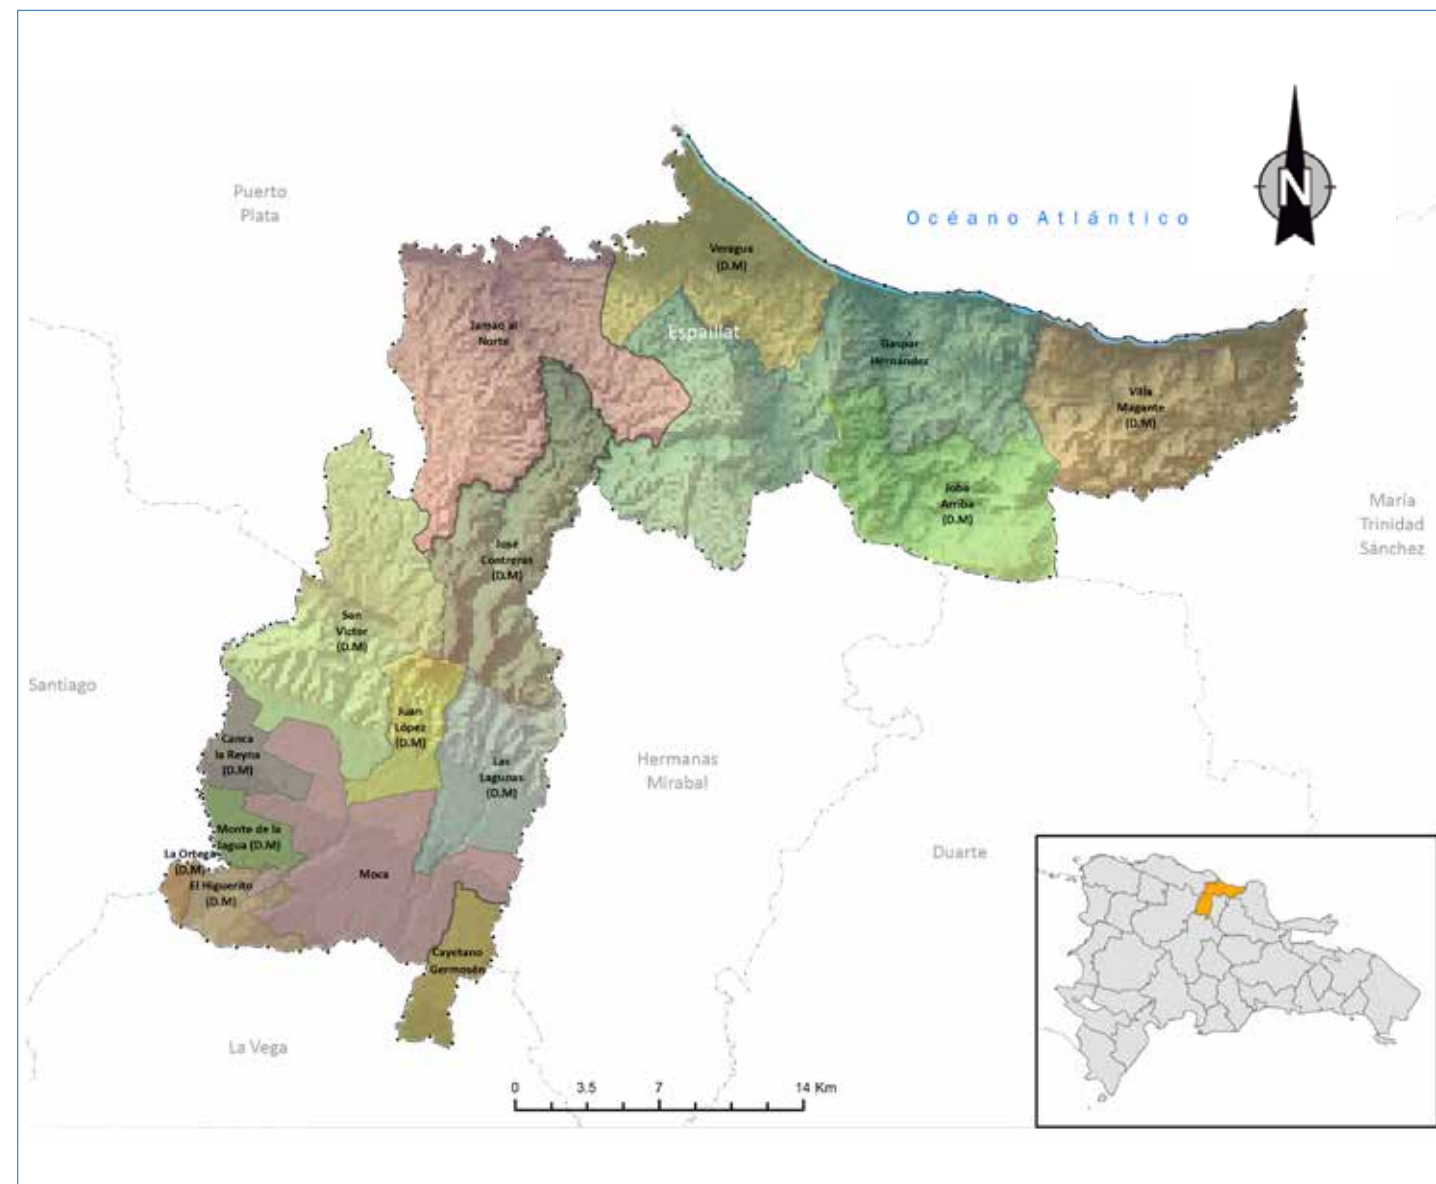 N
Puerto
Plata
Océano Atlántico
Veragua
(D.M)
Jamao al
Norte
Espaillat
Gaspar
Hernández
Villa
Magante
(D.M)
Joba
Arriba
(D.M)
María
Trinidad
Sánchez
José
Contreras
(D.M)
San
Victor
(D.M)
Santiago
Juan
López
(D.M)
Canca
la Reyna
(D.M)
Las
Lagunas
(D.M)
Hermanas
Mirabal
Monte de la
Jagua (D.M)
La Ortega
(D.M)
El Higuerito
(D.M)
Moca
Duarte
Cayetano
Germosén
La Vega
0 3.5 7 14 Km